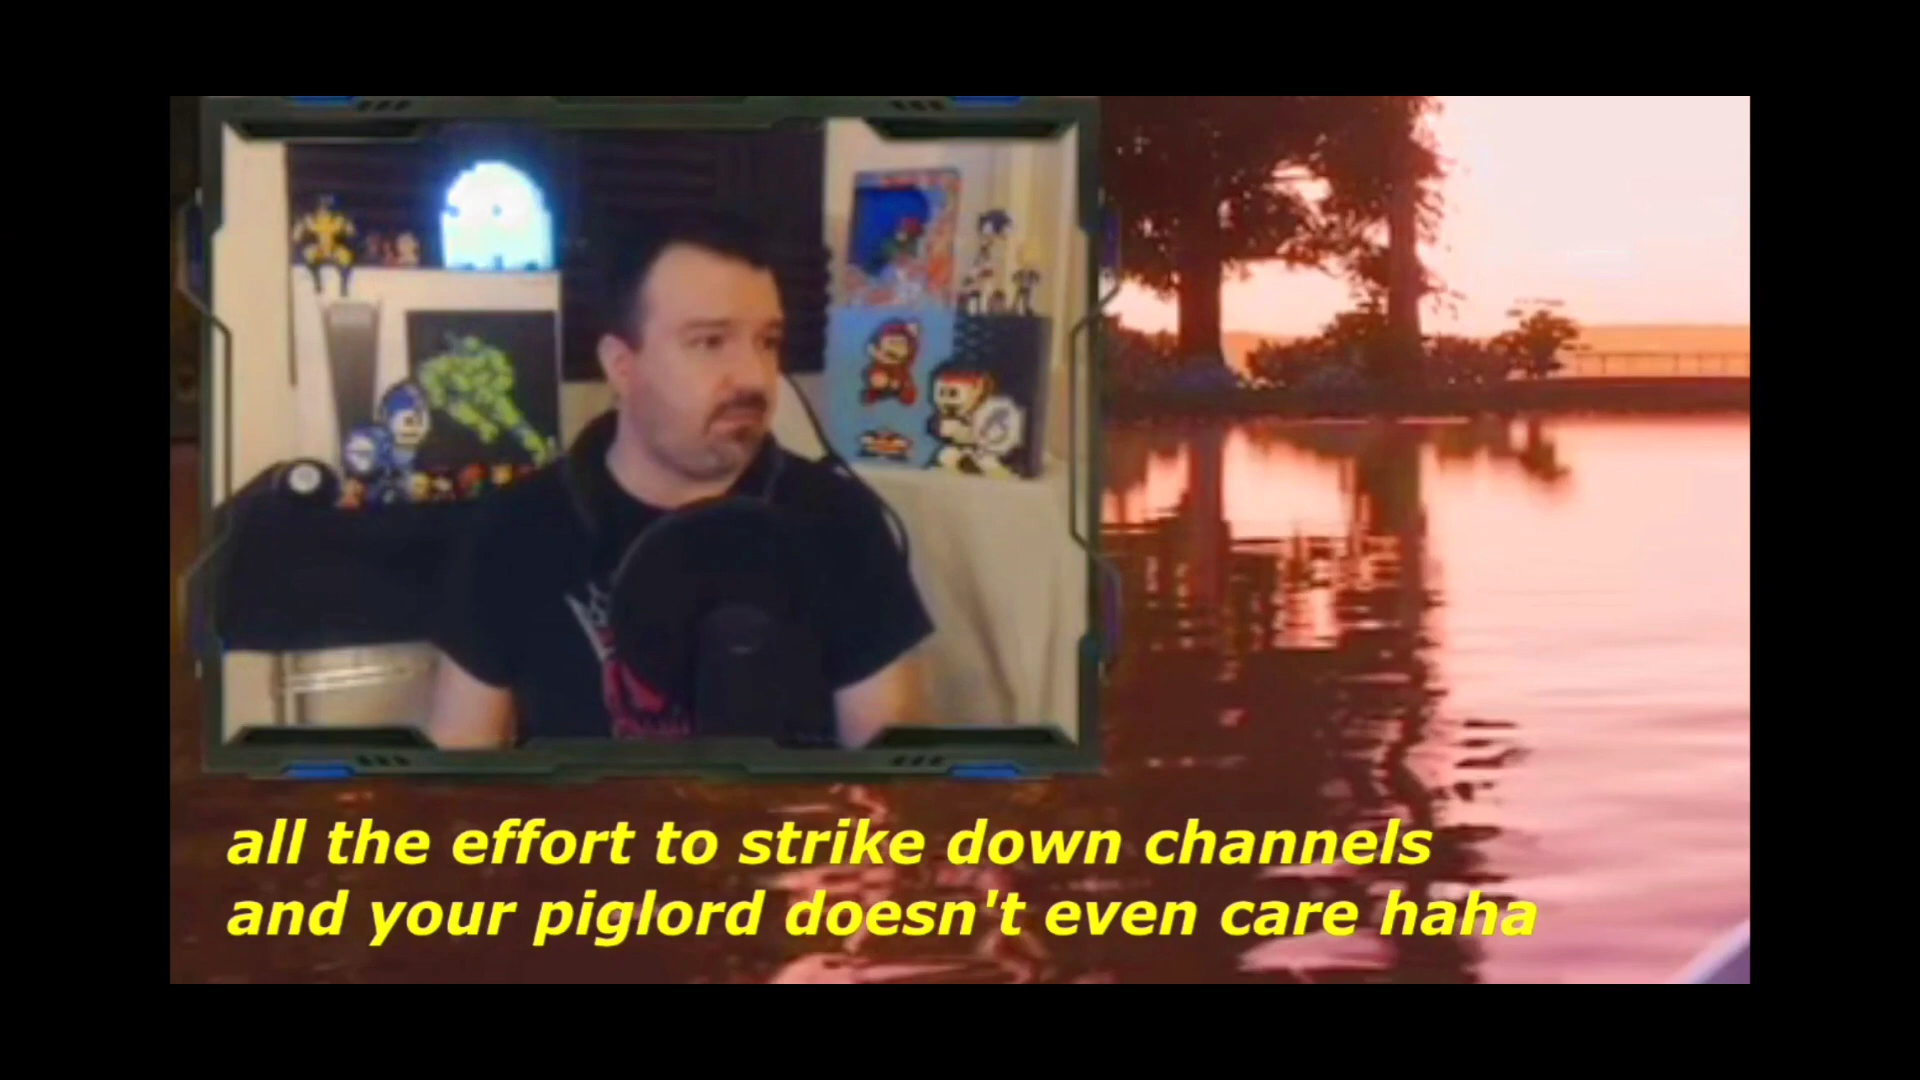 all the effort to strike down channels
and your piglord doesn't even care haha